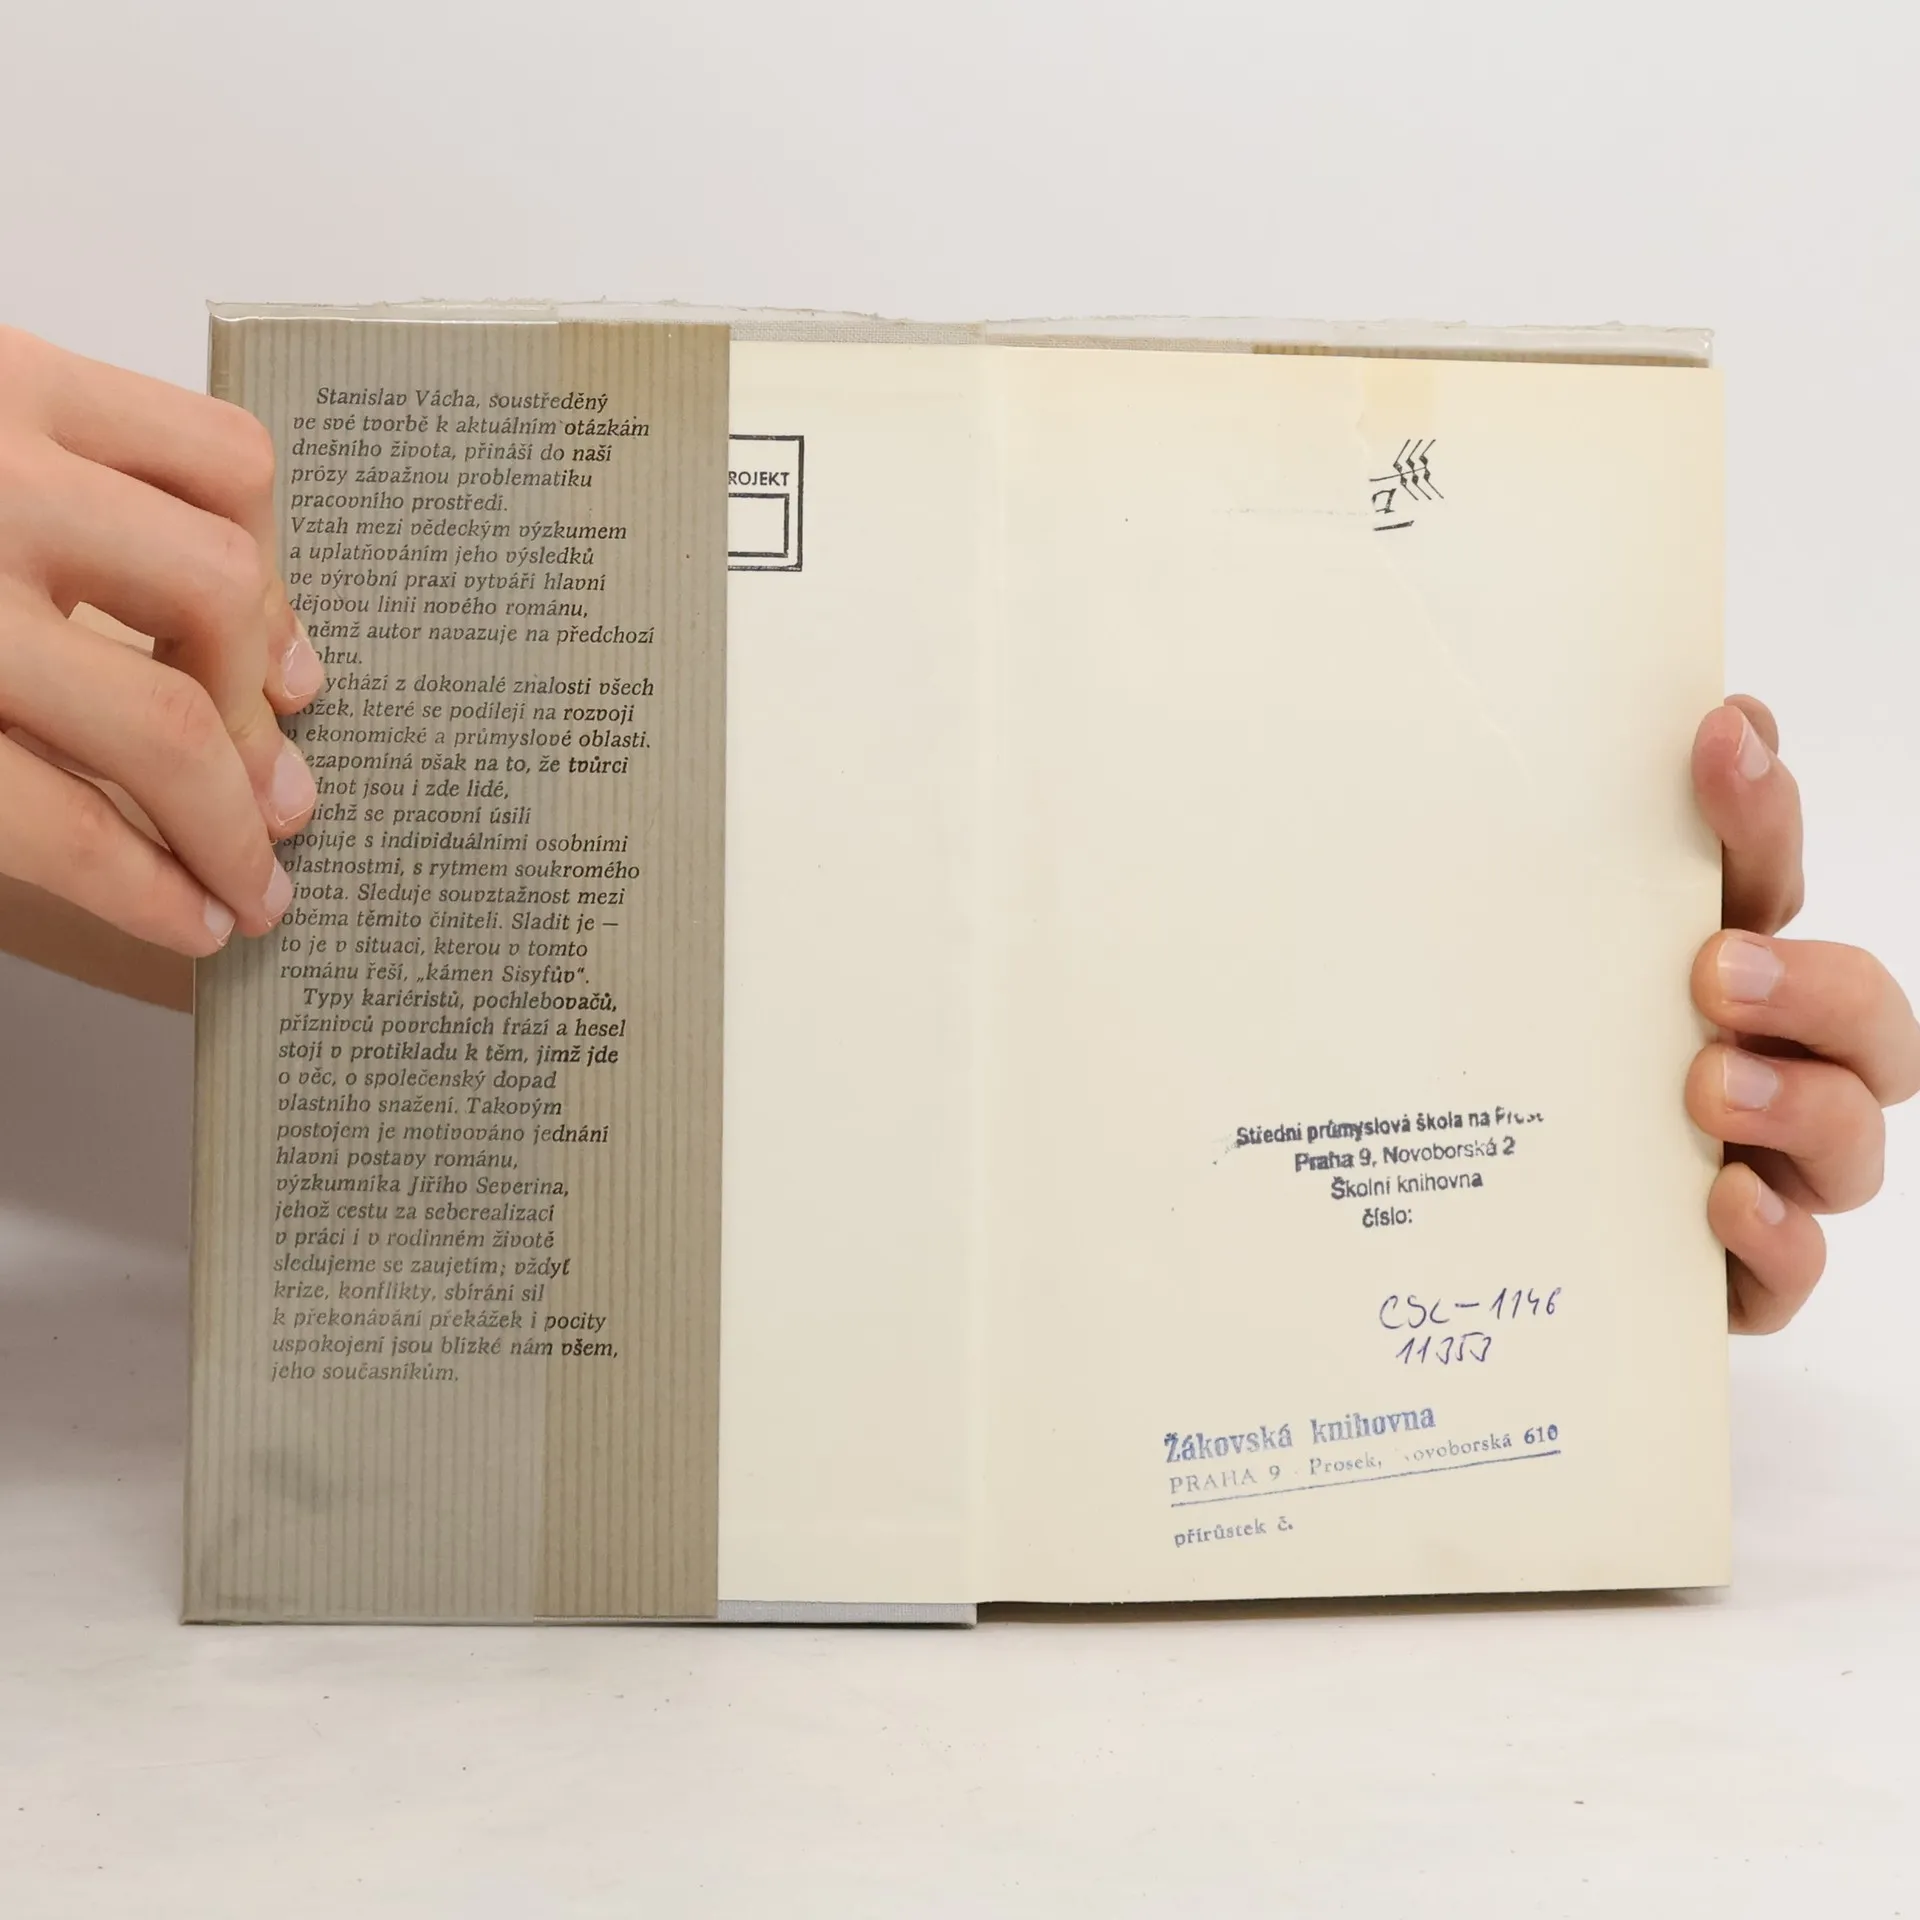 Stanislav Vácha, soustředěný
ve své tvorbě k aktuálním otázkám
dnešního života, přináší do naší
prózy závažnou problematiku
pracovního prostředí.
Vztah mezi vědeckým výzkumem
a uplatňováním jeho výsledků
ve výrobní praxi vytváří hlavní
dějovou linii nového románu,
němž autor navazuje na předchozí
ohru.
ychází z dokonalé znalosti všech
ožek, které se podílejí na rozvoji
v ekonomické a průmyslové oblasti.
ezapomíná však na to, že tvůrci
dnot jsou i zde lidé,
nichž se pracovní úsilí
spojuje s individuálními osobními
vlastnostmi, s rytmem soukromého
ivota. Sleduje souvztažnost mezi
oběma těmito činiteli. Sladit je —
to je v situaci, kterou v tomto
románu řeší, „kámen Sisyfův“.
Typy kariéristů, pochlebovačů,
příznivců povrchních frází a hesel
stojí v protikladu k těm, jimž jde
o věc, o společenský dopad
vlastního snažení. Takovým
postojem je motivováno jednání
hlavní postavy románu,
výzkumníka Jiřího Severina,
jehož cestu za seberealizací
v práci i v rodinném životě
sledujeme se zaujetím; vždyť
krize, konflikty, sbírání sil
k překonávání překážek i pocity
uspokojení jsou blízké nám všem,
jeho současníkům.
ROJEKT
Střední průmyslová škola na
Praha 9, Novoborská 2
Školní knihovna
číslo:
CSL - 1146
11353
Žákovská knihovna
PRAHA 9 Prosek, ovoborská 610
přírůstek č.